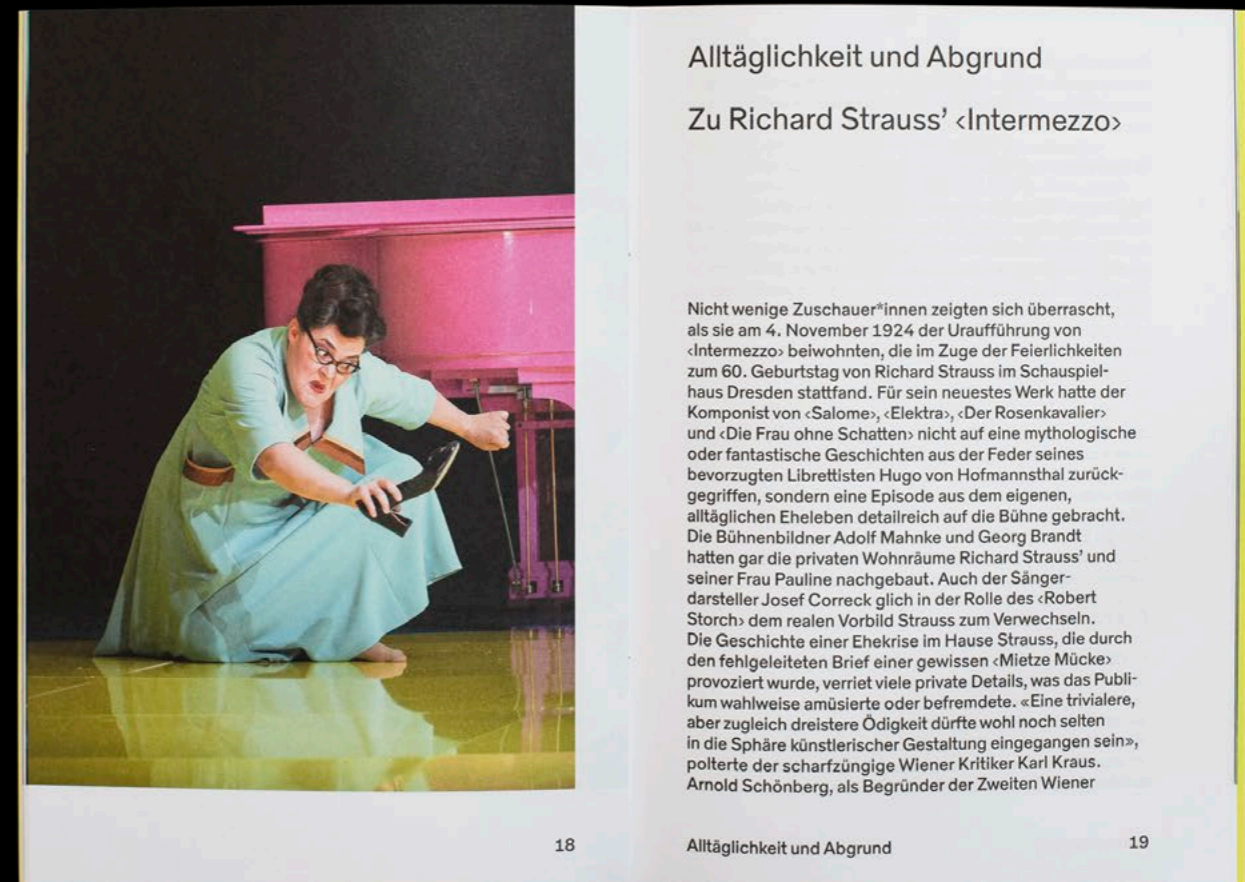 18
Alltäglichkeit und Abgrund
Zu Richard Strauss’ ‹Intermezzo›
Nicht wenige Zuschauer*innen zeigten sich überrascht,
als sie am 4. November 1924 der Uraufführung von
‹Intermezzo› beiwohnten, die im Zuge der Feierlichkeiten
zum 60. Geburtstag von Richard Strauss im Schauspiel-
haus Dresden stattfand. Für sein neuestes Werk hatte der
Komponist von ‹Salome›, ‹Elektra›, ‹Der Rosenkavalier›
und ‹Die Frau ohne Schatten› nicht auf eine mythologische
oder fantastische Geschichten aus der Feder seines
bevorzugten Librettisten Hugo von Hofmannsthal zurück-
gegriffen, sondern eine Episode aus dem eigenen,
alltäglichen Eheleben detailreich auf die Bühne gebracht.
Die Bühnenbildner Adolf Mahnke und Georg Brandt
hatten gar die privaten Wohnräume Richard Strauss’ und
seiner Frau Pauline nachgebaut. Auch der Sänger-
darsteller Josef Correck glich in der Rolle des ‹Robert
Storch› dem realen Vorbild Strauss zum Verwechseln.
Die Geschichte einer Ehekrise im Hause Strauss, die durch
den fehlgeleiteten Brief einer gewissen ‹Mietze Mücke›
provoziert wurde, verriet viele private Details, was das Publi-
kum wahlweise amüsierte oder befremdete. «Eine trivialere,
aber zugleich dreistere Ödigkeit dürfte wohl noch selten
in die Sphäre künstlerischer Gestaltung eingegangen sein»,
polterte der scharfzüngige Wiener Kritiker Karl Kraus.
Arnold Schönberg, als Begründer der Zweiten Wiener
Alltäglichkeit und Abgrund
19